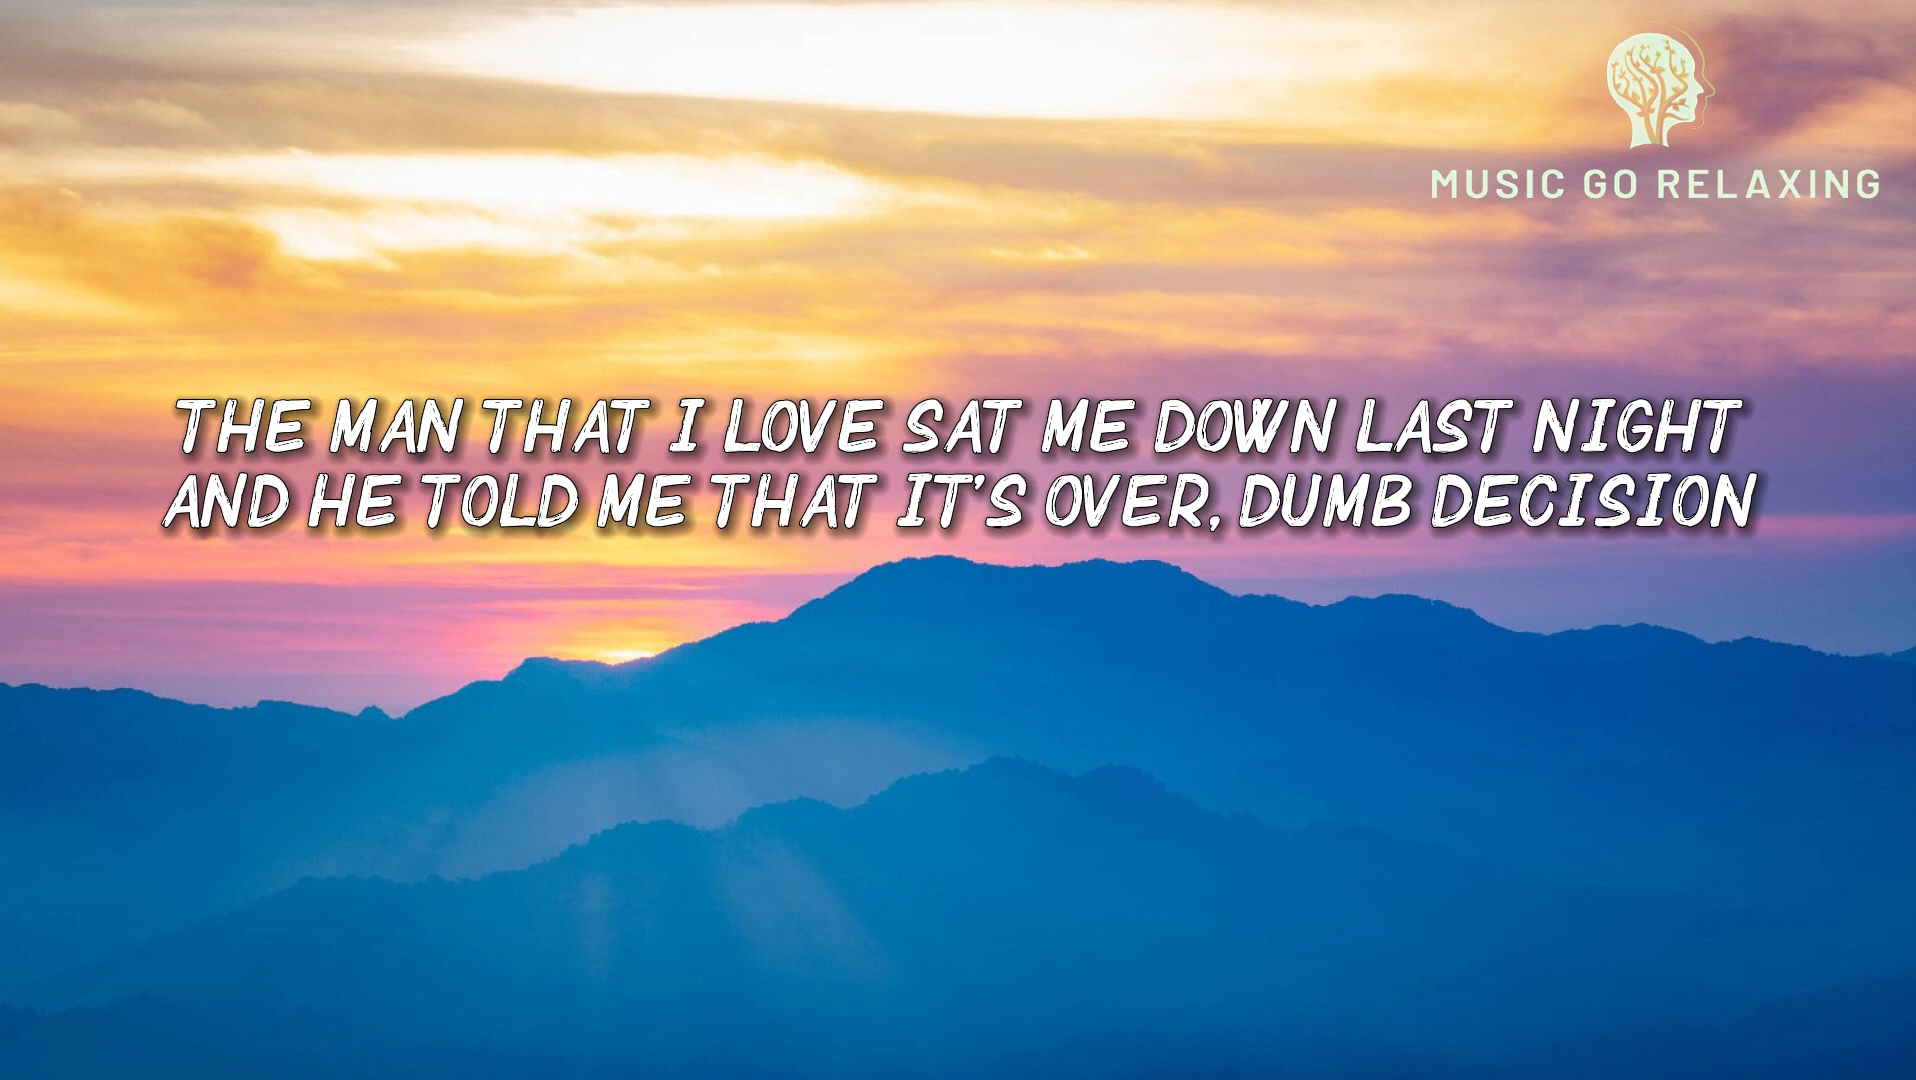 MUSIC GO RELAXING
THE MAN THAT I LOVE SAT ME DOWN LAST NIGHT
AND HE TOLD ME THAT IT'S OVER, DUMB DECISION